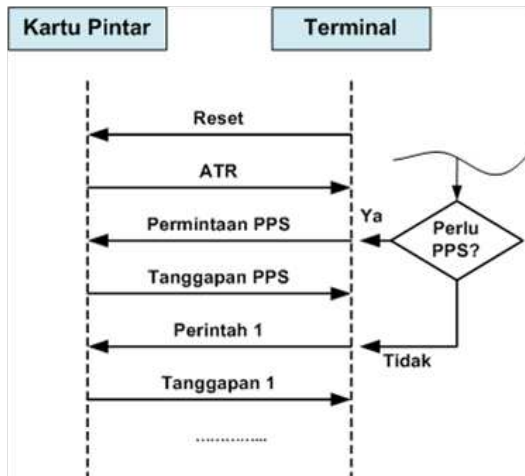 Kartu Pintar
Terminal
Reset
ATR
Permintaan PPS
Ya
Perlu
PPS?
Tanggapan PPS
Perintah 1
Tidak
Tanggapan 1
..............